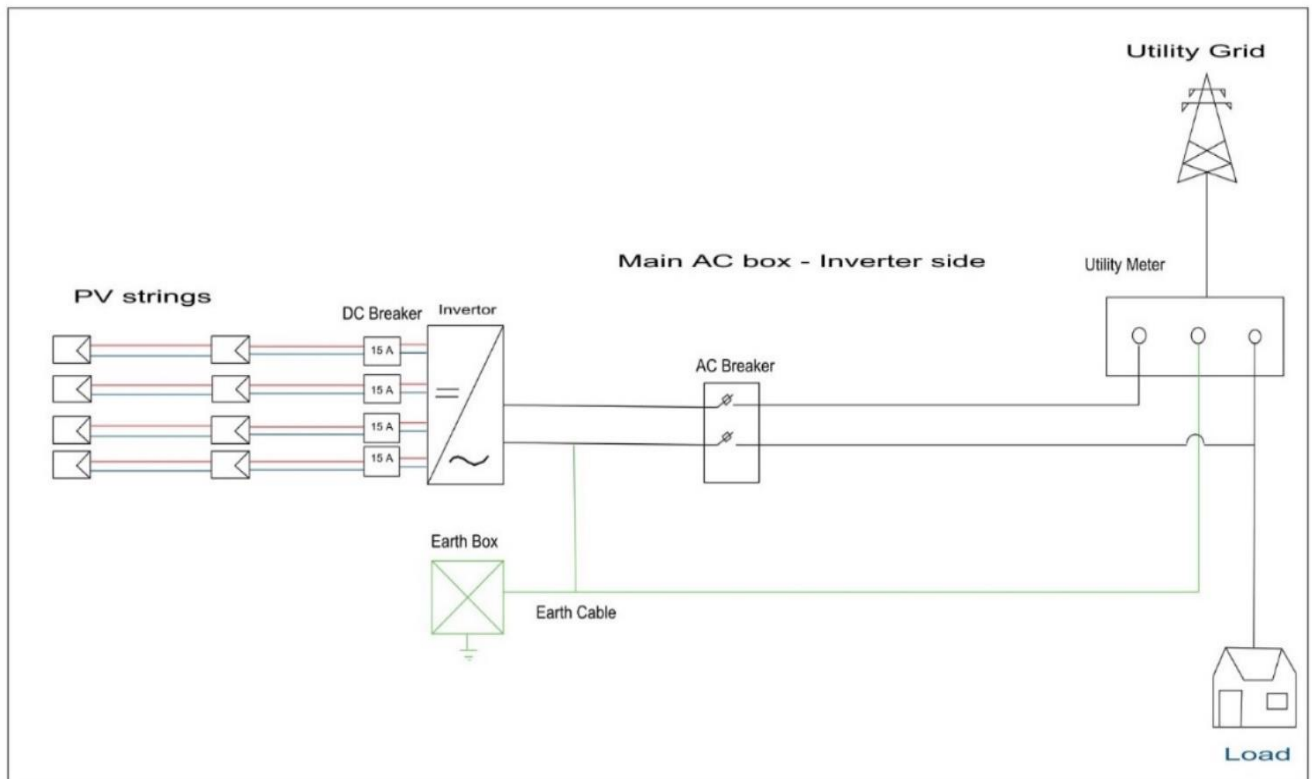 Utility Grid
Main AC box - Inverter side
Utility Meter
PV strings
DC Breaker
Invertor
15 A
15 A
15 A
15 A
AC Breaker
Earth Box
Earth Cable
Load